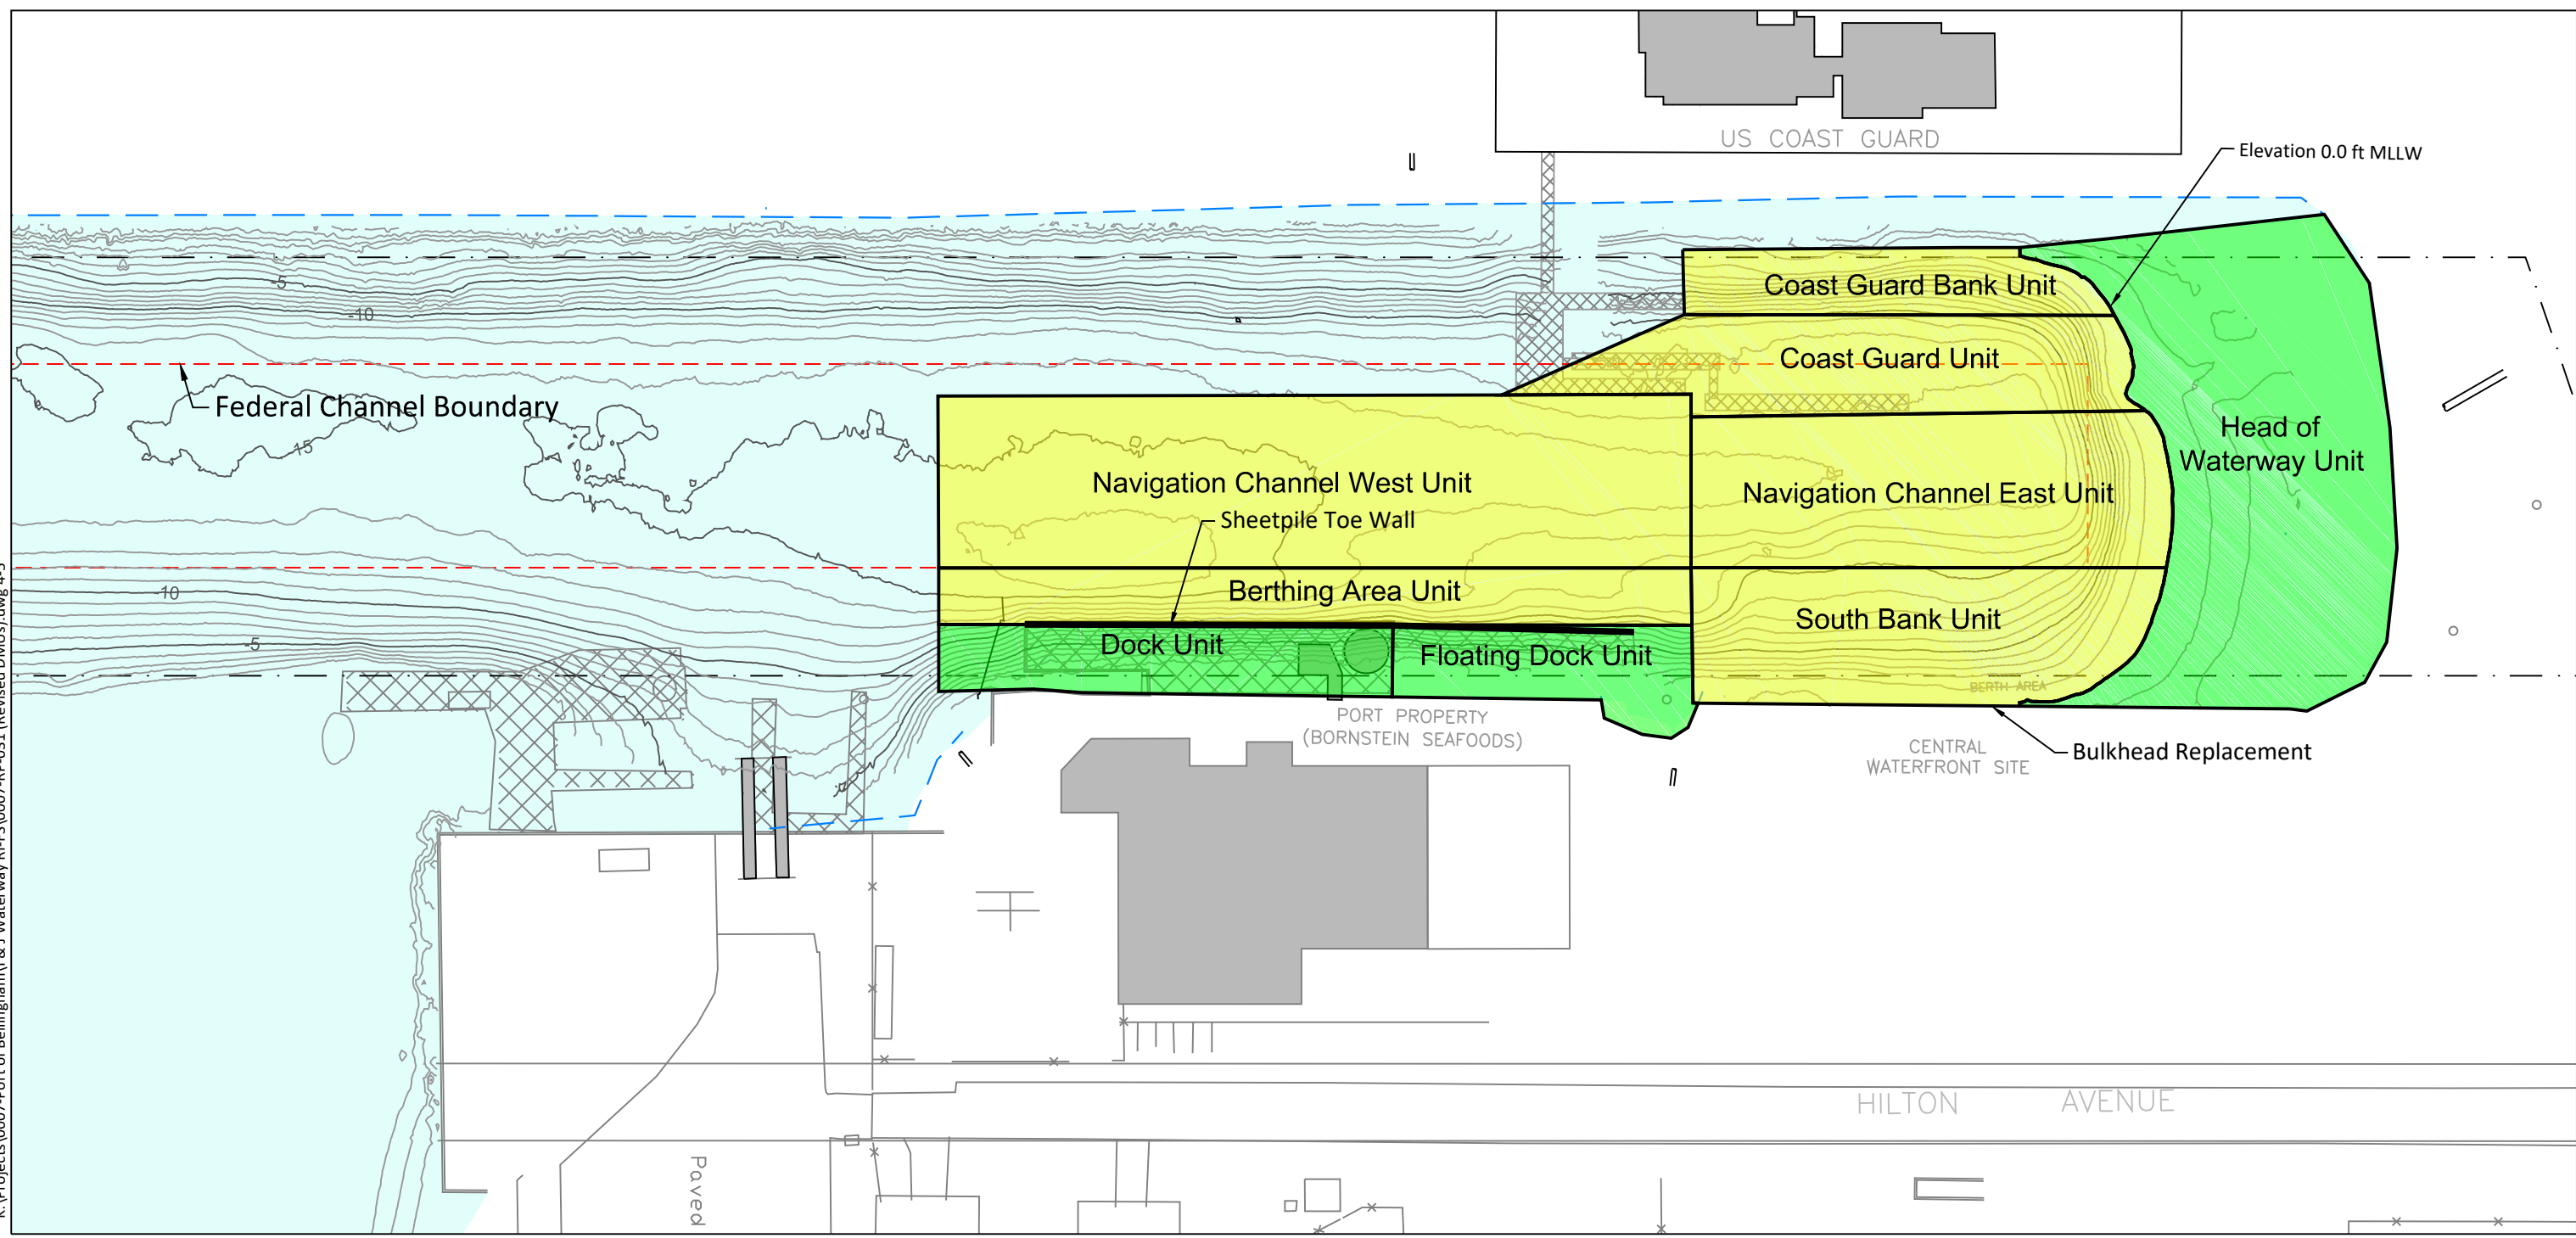 US COAST GUARD
Elevation 0.0 ft MLLW
-5
-10
Coast Guard Bank Unit
Coast Guard Unit
Federal Channel Boundary
15
Head of
Waterway Unit
Navigation Channel West Unit
Navigation Channel East Unit
Sheetpile Toe Wall
-10
Berthing Area Unit
South Bank Unit
-5
Dock Unit
Floating Dock Unit
BERTH AREA
PORT PROPERTY
(BORNSTEIN SEAFOODS)
CENTRAL
WATERFRONT SITE
Bulkhead Replacement
HILTON AVENUE
Paved